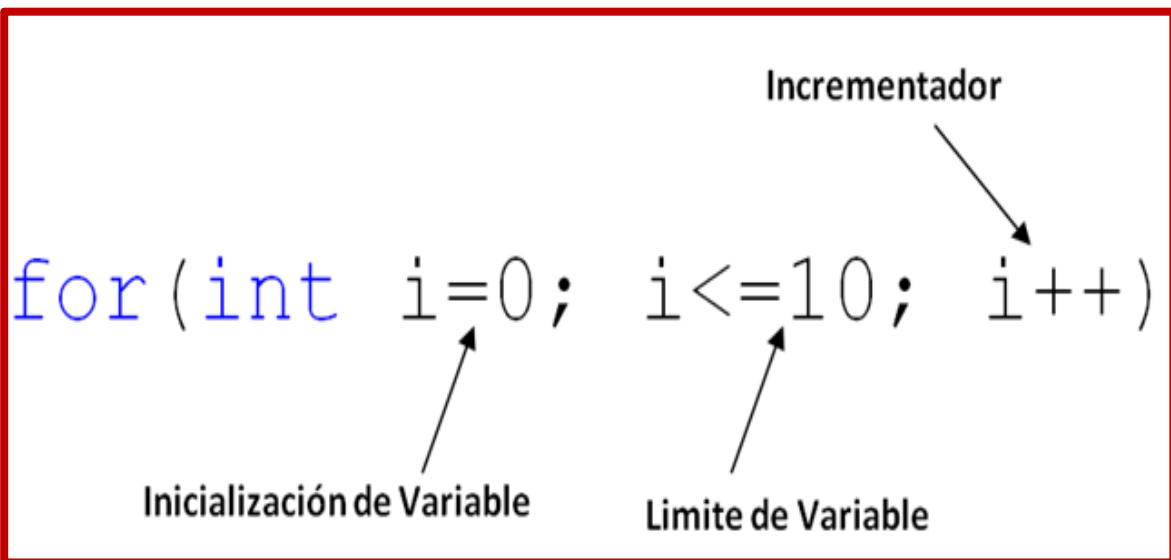 Incrementador
for(int i=0; i<=10; i++)
Inicialización de Variable
Limite de Variable